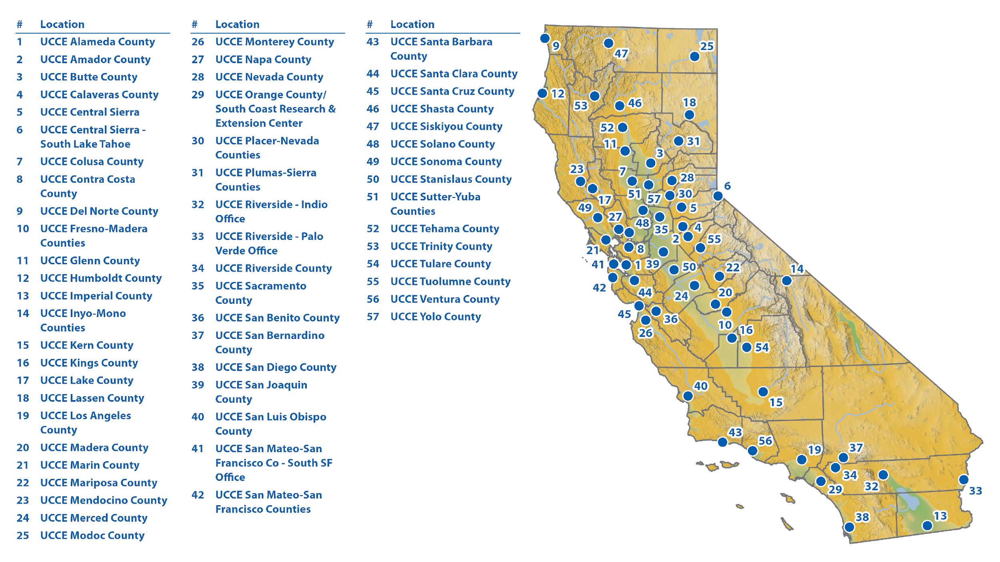 # Location
1 UCCE Alameda County
2 UCCE Amador County
3 UCCE Butte County
4 UCCE Calaveras County
5 UCCE Central Sierra
6 UCCE Central Sierra -
South Lake Tahoe
7 UCCE Colusa County
8 UCCE Contra Costa
County
9 UCCE Del Norte County
10 UCCE Fresno-Madera
Counties
11 UCCE Glenn County
12 UCCE Humboldt County
13 UCCE Imperial County
14 UCCE Inyo-Mono
Counties
15 UCCE Kern County
16 UCCE Kings County
17 UCCE Lake County
18 UCCE Lassen County
19 UCCE Los Angeles
County
20 UCCE Madera County
21 UCCE Marin County
22 UCCE Mariposa County
23 UCCE Mendocino County
24 UCCE Merced County
25 UCCE Modoc County
# Location
26 UCCE Monterey County
27 UCCE Napa County
28 UCCE Nevada County
29 UCCE Orange County/
South Coast Research &
Extension Center
30 UCCE Placer-Nevada
Counties
31 UCCE Plumas-Sierra
Counties
32 UCCE Riverside - Indio
Office
33 UCCE Riverside - Palo
Verde Office
34 UCCE Riverside County
35 UCCE Sacramento
County
36 UCCE San Benito County
37 UCCE San Bernardino
County
38 UCCE San Diego County
39 UCCE San Joaquin
County
40 UCCE San Luis Obispo
County
41 UCCE San Mateo-San
Francisco Co - South SF
Office
42 UCCE San Mateo-San
Francisco Counties
# Location
43 UCCE Santa Barbara
County
44 UCCE Santa Clara County
45 UCCE Santa Cruz County
46 UCCE Shasta County
47 UCCE Siskiyou County
48 UCCE Solano County
49 UCCE Sonoma County
50 UCCE Stanislaus County
51 UCCE Sutter-Yuba
Counties
52 UCCE Tehama County
53 UCCE Trinity County
54 UCCE Tulare County
55 UCCE Tuolumne County
56 UCCE Ventura County
57 UCCE Yolo County
9
47
25
12
53
46
18
52
11
31
3
23
7
28
6
17
51
57
30
49
5
27
48
35
4
2
55
21
8
41
1
39
50
22
14
42
44
24
20
45
36
10
26
16
54
40
15
43
56
19
37
34
32
29
33
38
13